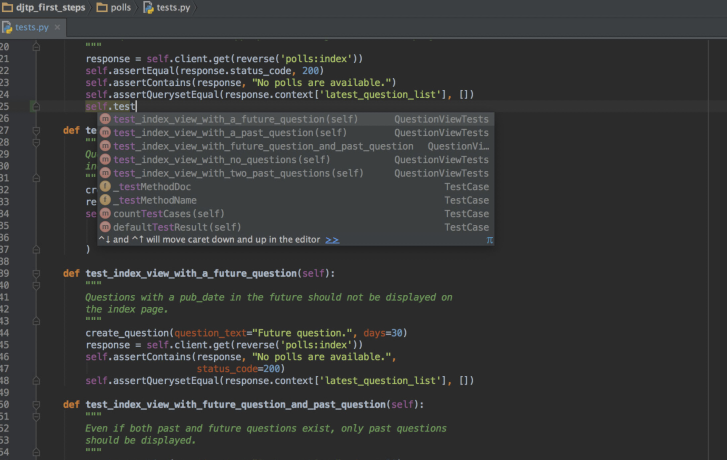 djtp_first_steps polls tests.py
tests.py
20 """
21 response = self.client.get(reverse('polls:index'))
22 self.assertEqual(response.status_code, 200)
23 self.assertContains(response, "No polls are available.")
24 self.assertQuerysetEqual(response.context['latest_question_list'], [])
25 self.test
26 test_index_view_with_a_future_question(self) QuestionViewTests
test_index_view_with_a_past_question(self) QuestionViewTests
27 def te
test_index_view_with_future_question_and_past_question QuestionVi…
28 ""
29 Qu
test_index_view_with_no_questions(self) QuestionViewTests
30 in
test_index_view_with_two_past_questions(self) QuestionViewTests
31 ""
_testMethodDoc TestCase
32 cr
33 re
_testMethodName TestCase
34 se
countTestCases(self) TestCase
35
defaultTestResult(self) TestCase
36
^↓ and ^↑ will move caret down and up in the editor >> π
37 )
38
39 def test_index_view_with_a_future_question(self):
40 """
41 Questions with a pub_date in the future should not be displayed on
42 the index page.
43 """
44 create_question(question_text="Future question.", days=30)
45 response = self.client.get(reverse('polls:index'))
46 self.assertContains(response, "No polls are available.",
47 status_code=200)
48 self.assertQuerysetEqual(response.context['latest_question_list'], [])
49
50 def test_index_view_with_future_question_and_past_question(self):
51 """
52 Even if both past and future questions exist, only past questions
53 should be displayed.
54 """